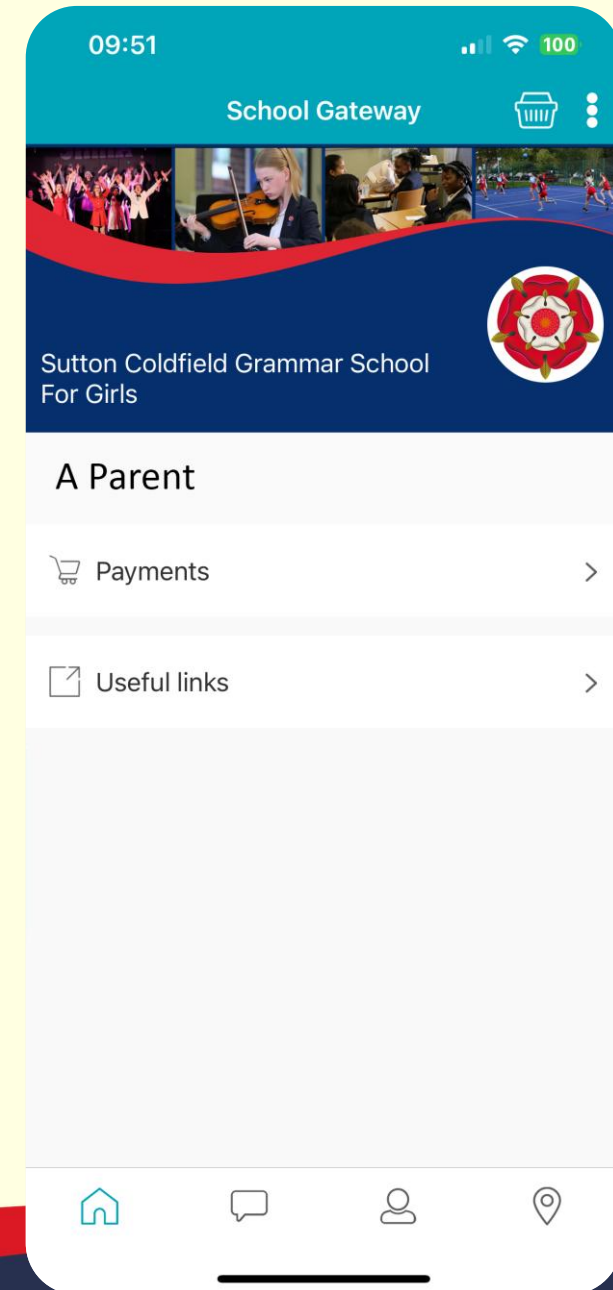 09:51
100
School Gateway
Sutton Coldfield Grammar School
For Girls
A Parent
Payments
Useful links